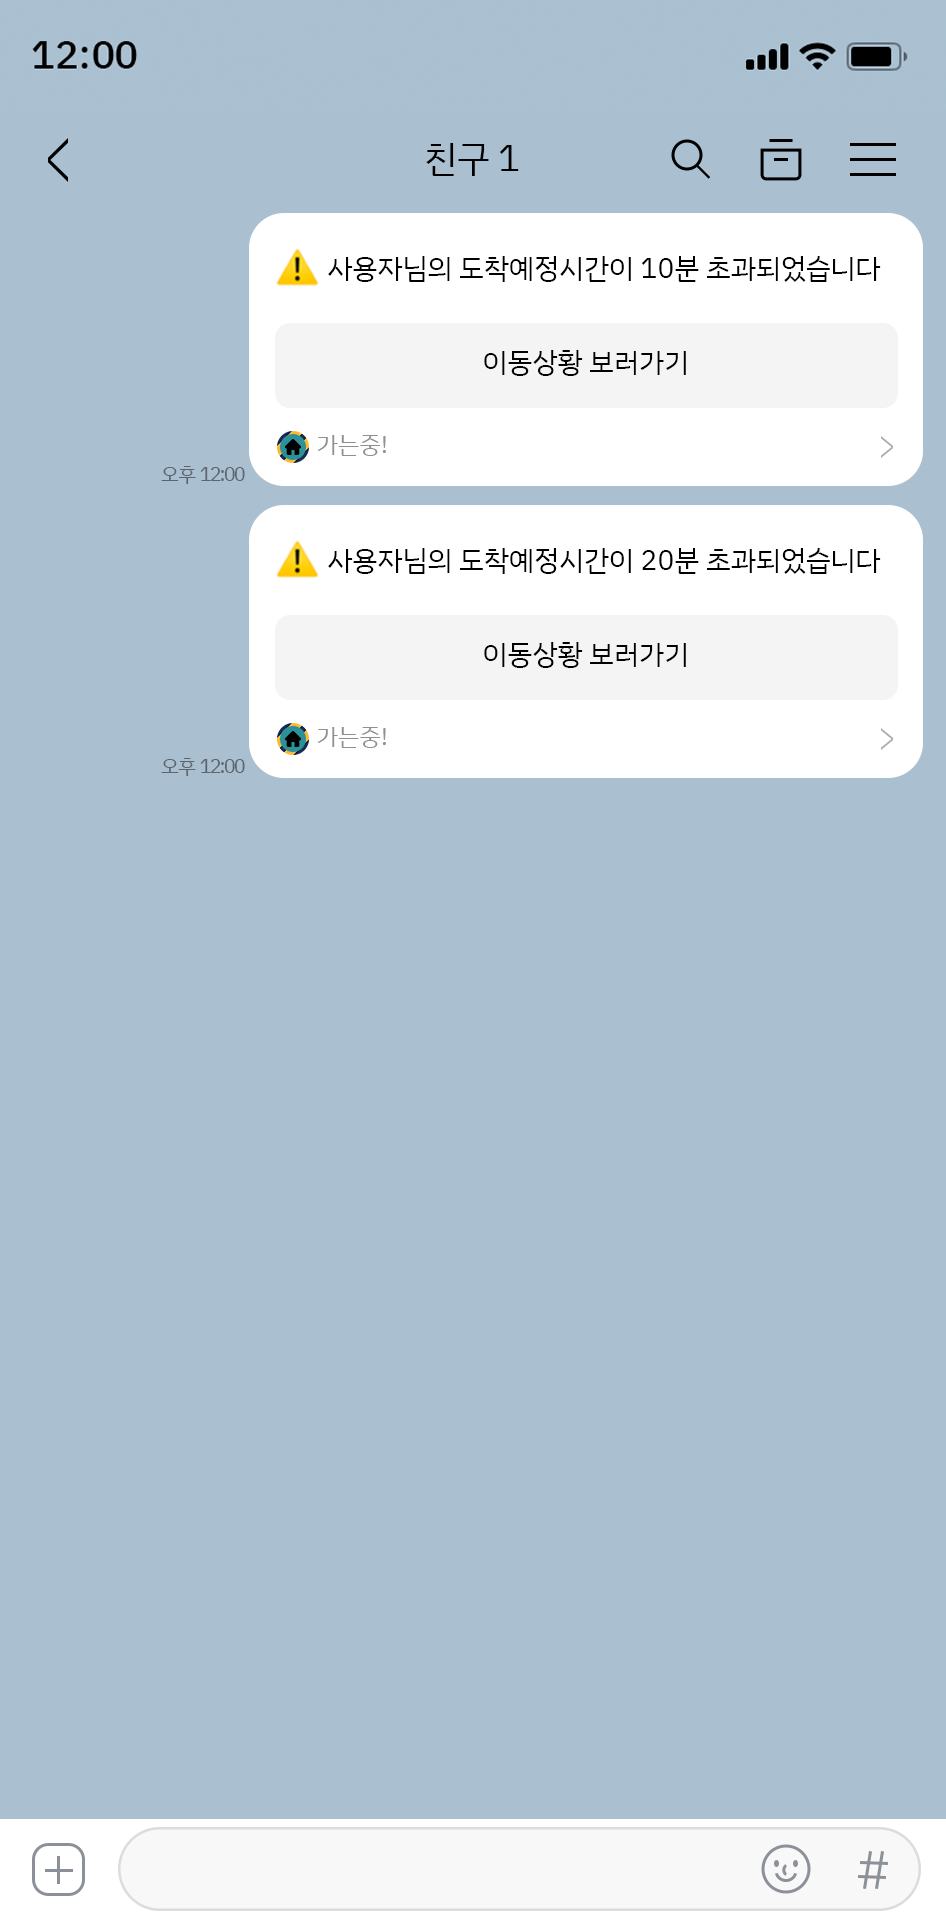 12:00
친구 1
⚠️ 사용자님의 도착예정시간이 10분 초과되었습니다
이동상황 보러가기
가는중!
오후 12:00
⚠️ 사용자님의 도착예정시간이 20분 초과되었습니다
이동상황 보러가기
가는중!
오후 12:00
#